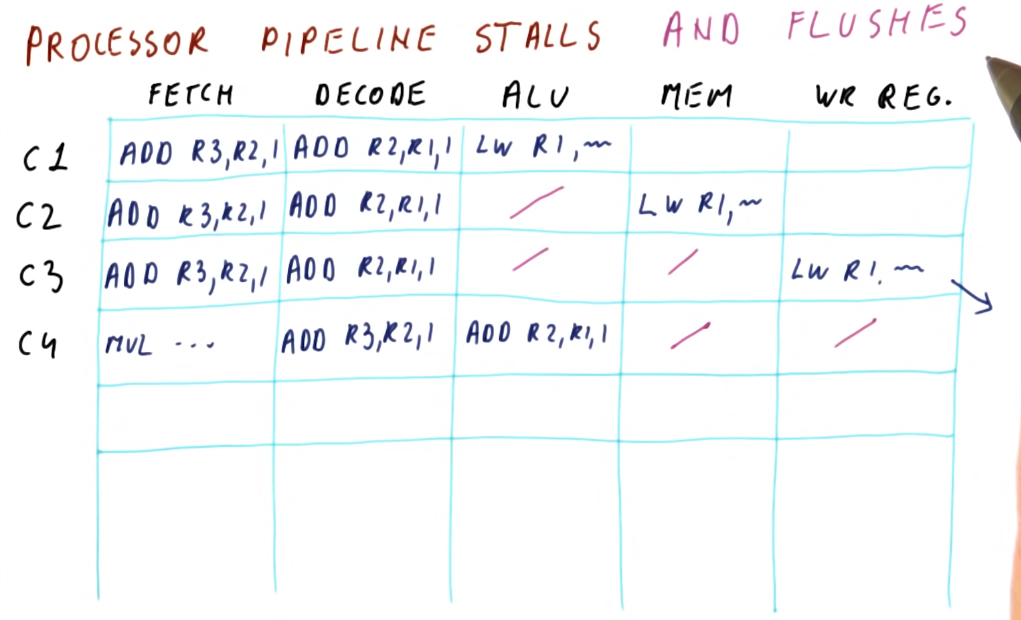 PROCESSOR PIPELINE STALLS AND FLUSHES
FETCH DECODE ALU MEM WR REG.
C1 ADD R3,R2,1 ADD R2,R1,1 LW R1,~
C2 ADD R3,R2,1 ADD R2,R1,1 / LW R1,~
C3 ADD R3,R2,1 ADD R2,R1,1 / / LW R1.~
C4 MUL ... ADD R3,R2,1 ADD R2,R1,1 / /